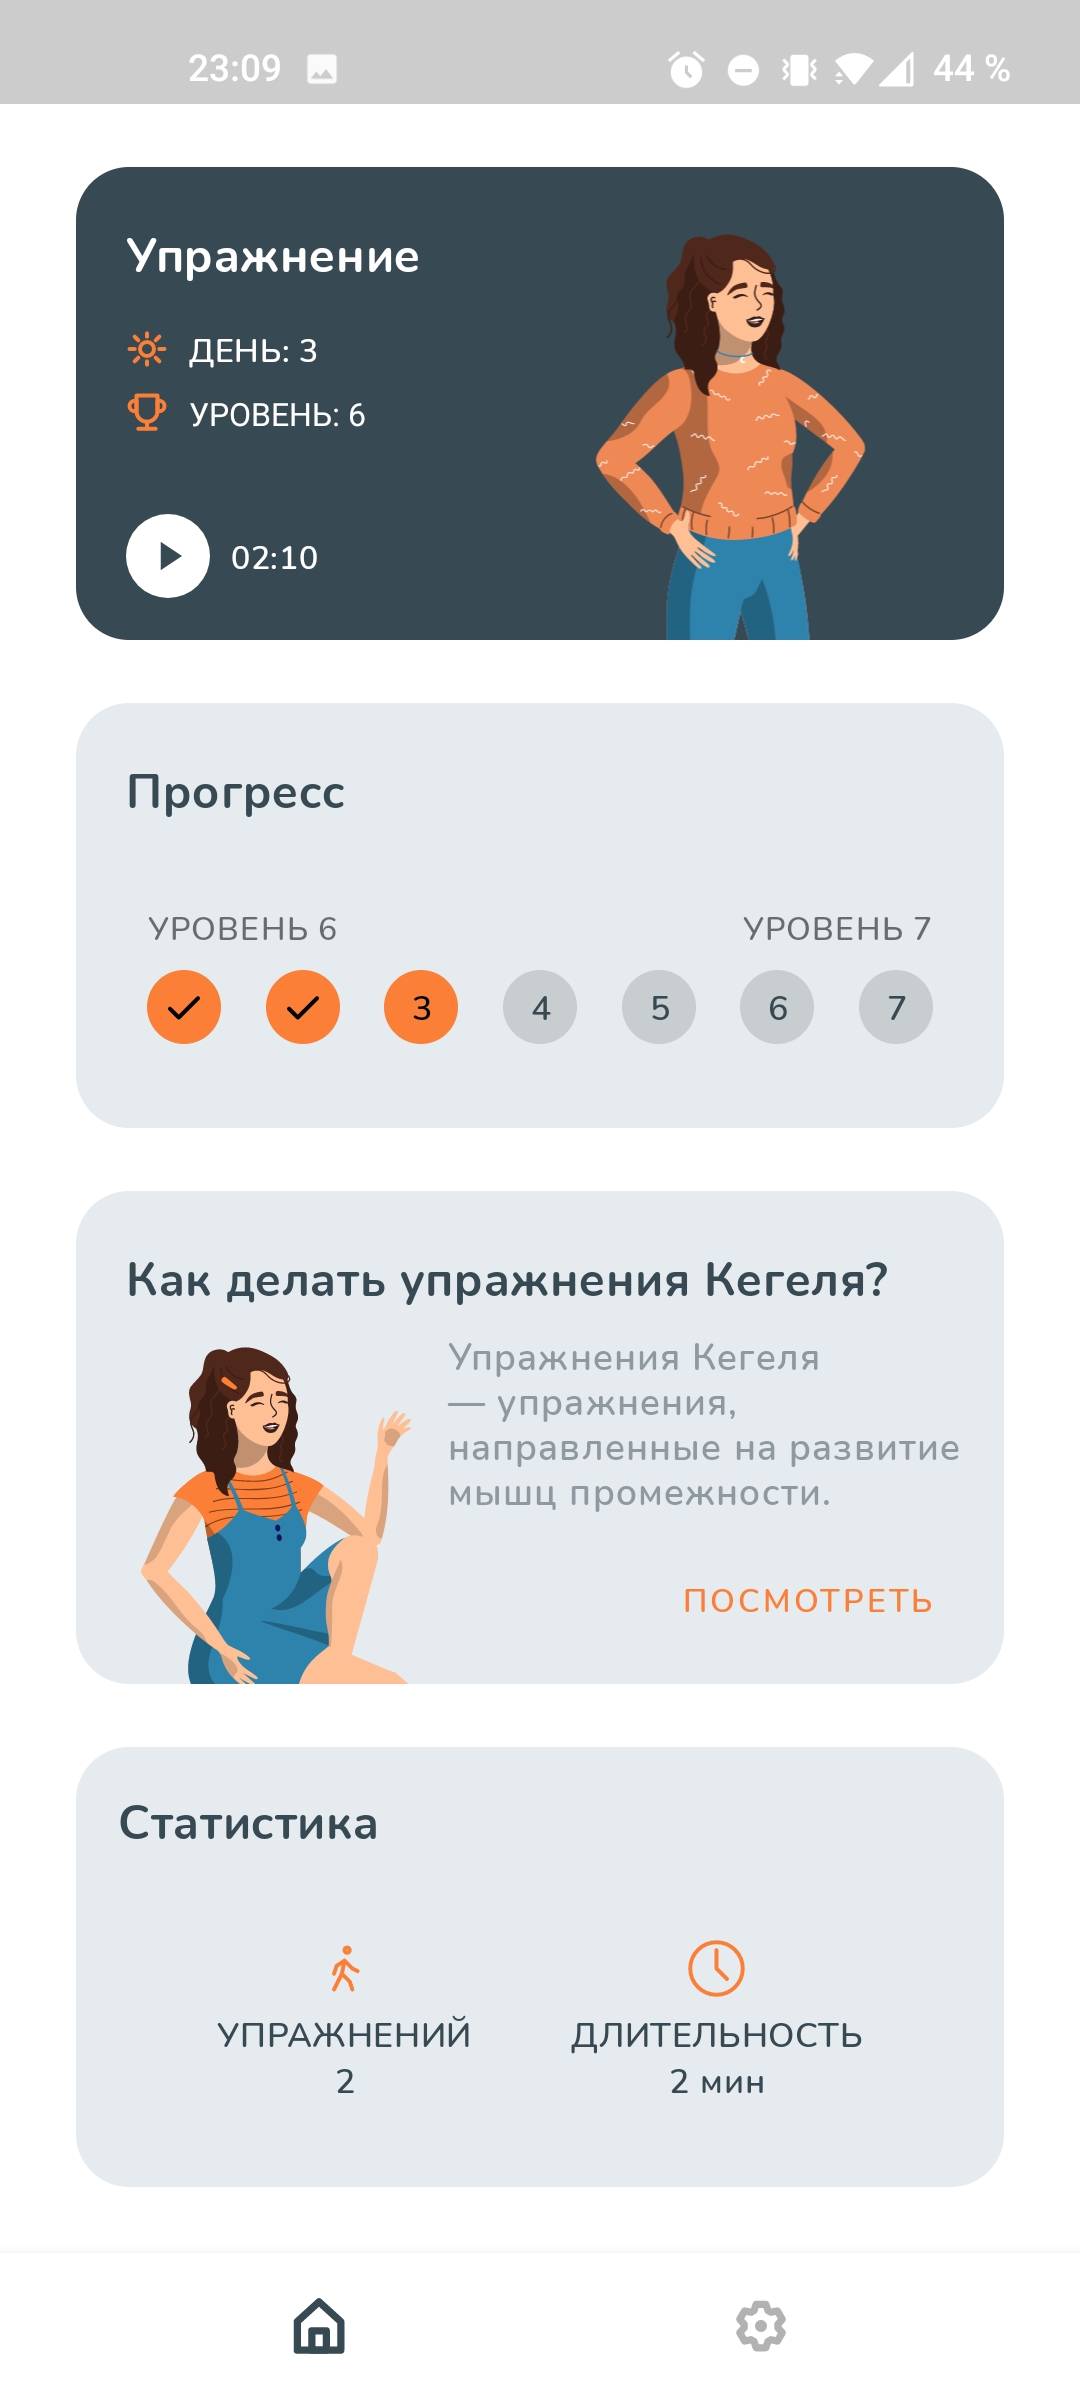 23:09
44 %
Упражнение
ДЕНЬ: 3
УРОВЕНЬ: 6
02:10
Прогресс
УРОВЕНЬ 6 УРОВЕНЬ 7
3 4 5 6 7
Как делать упражнения Кегеля?
Упражнения Кегеля
— упражнения,
направленные на развитие
мышц промежности.
ПОСМОТРЕТЬ
Статистика
УПРАЖНЕНИЙ ДЛИТЕЛЬНОСТЬ
2 2 мин